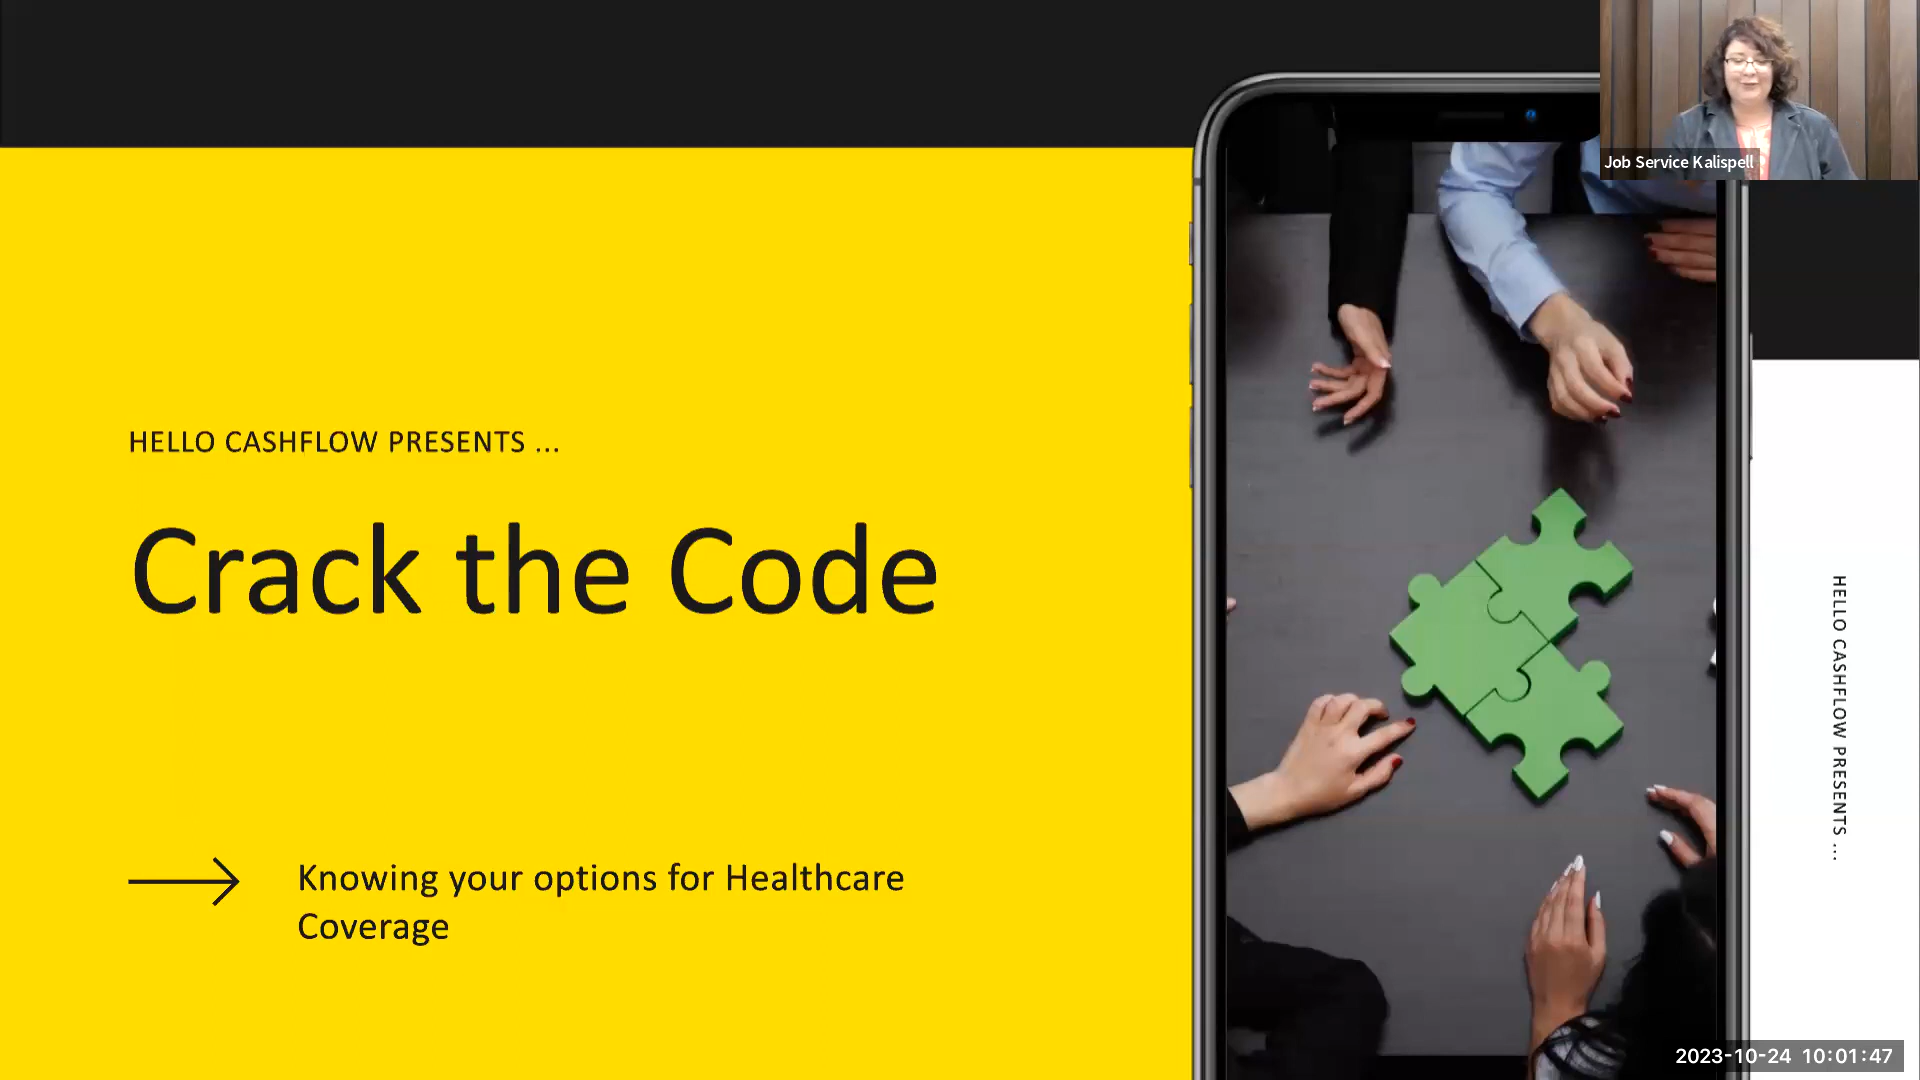 Job Service Kalispell
HELLO CASHFLOW PRESENTS ...
Crack the Code
Knowing your options for Healthcare
Coverage
HELLO CASHFLOW PRESENTS ...
2023-10-24 10:01:47